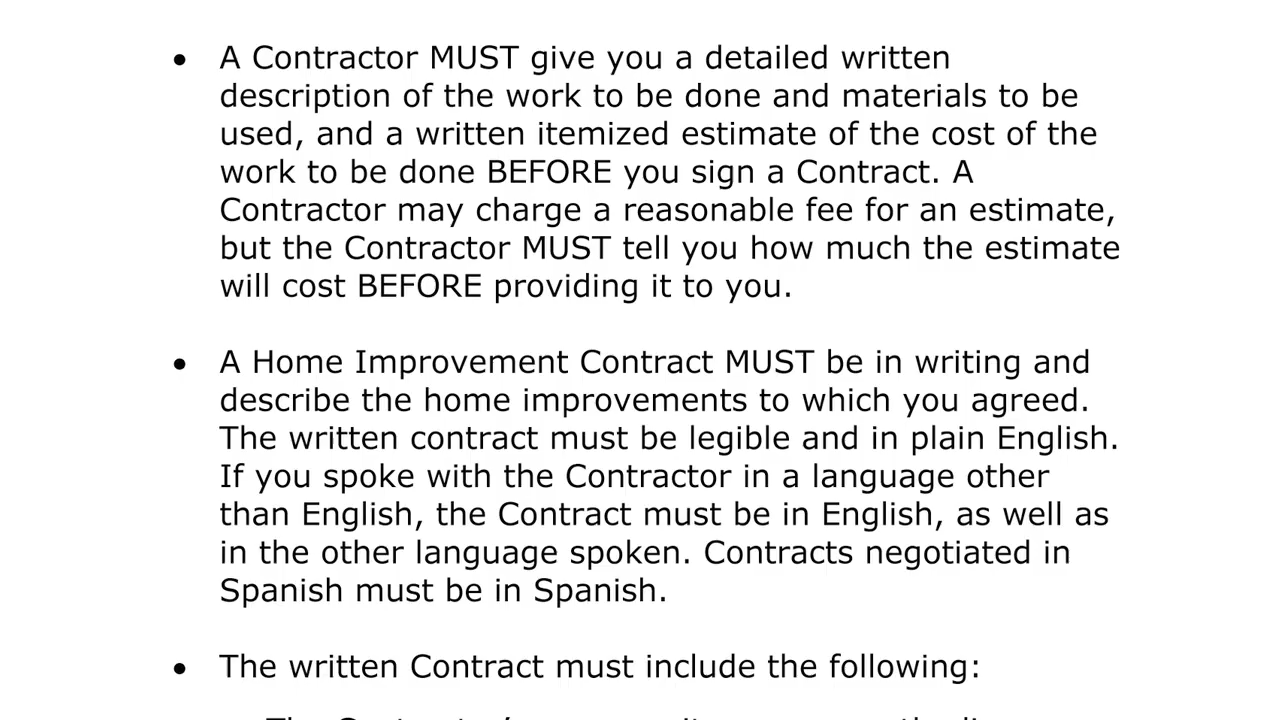 • A Contractor MUST give you a detailed written
description of the work to be done and materials to be
used, and a written itemized estimate of the cost of the
work to be done BEFORE you sign a Contract. A
Contractor may charge a reasonable fee for an estimate,
but the Contractor MUST tell you how much the estimate
will cost BEFORE providing it to you.
• A Home Improvement Contract MUST be in writing and
describe the home improvements to which you agreed.
The written contract must be legible and in plain English.
If you spoke with the Contractor in a language other
than English, the Contract must be in English, as well as
in the other language spoken. Contracts negotiated in
Spanish must be in Spanish.
• The written Contract must include the following: